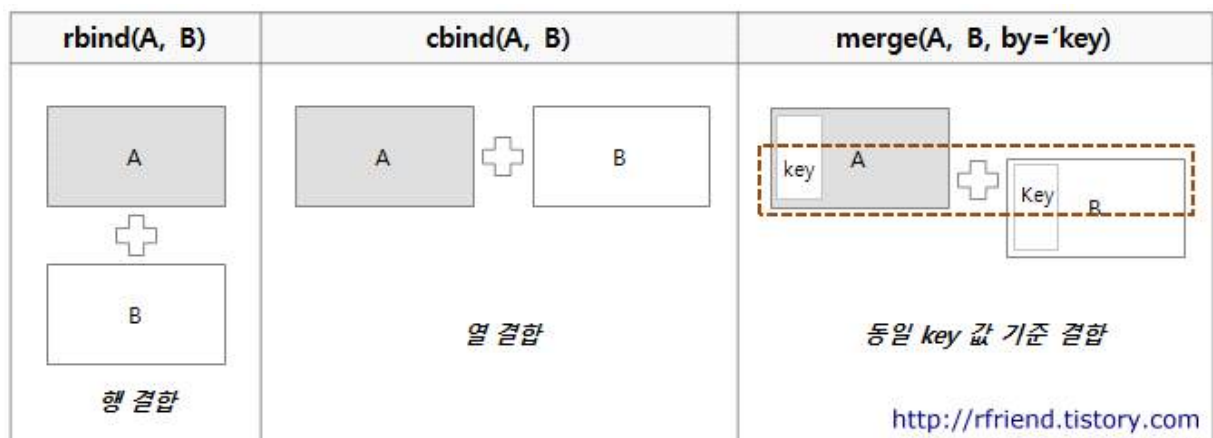 rbind(A, B)
cbind(A, B)
merge(A, B, by=‘key)
A
B
행 결합
A
B
열 결합
key
A
Key
B
동일 key 값 기준 결합
http://rfriend.tistory.com